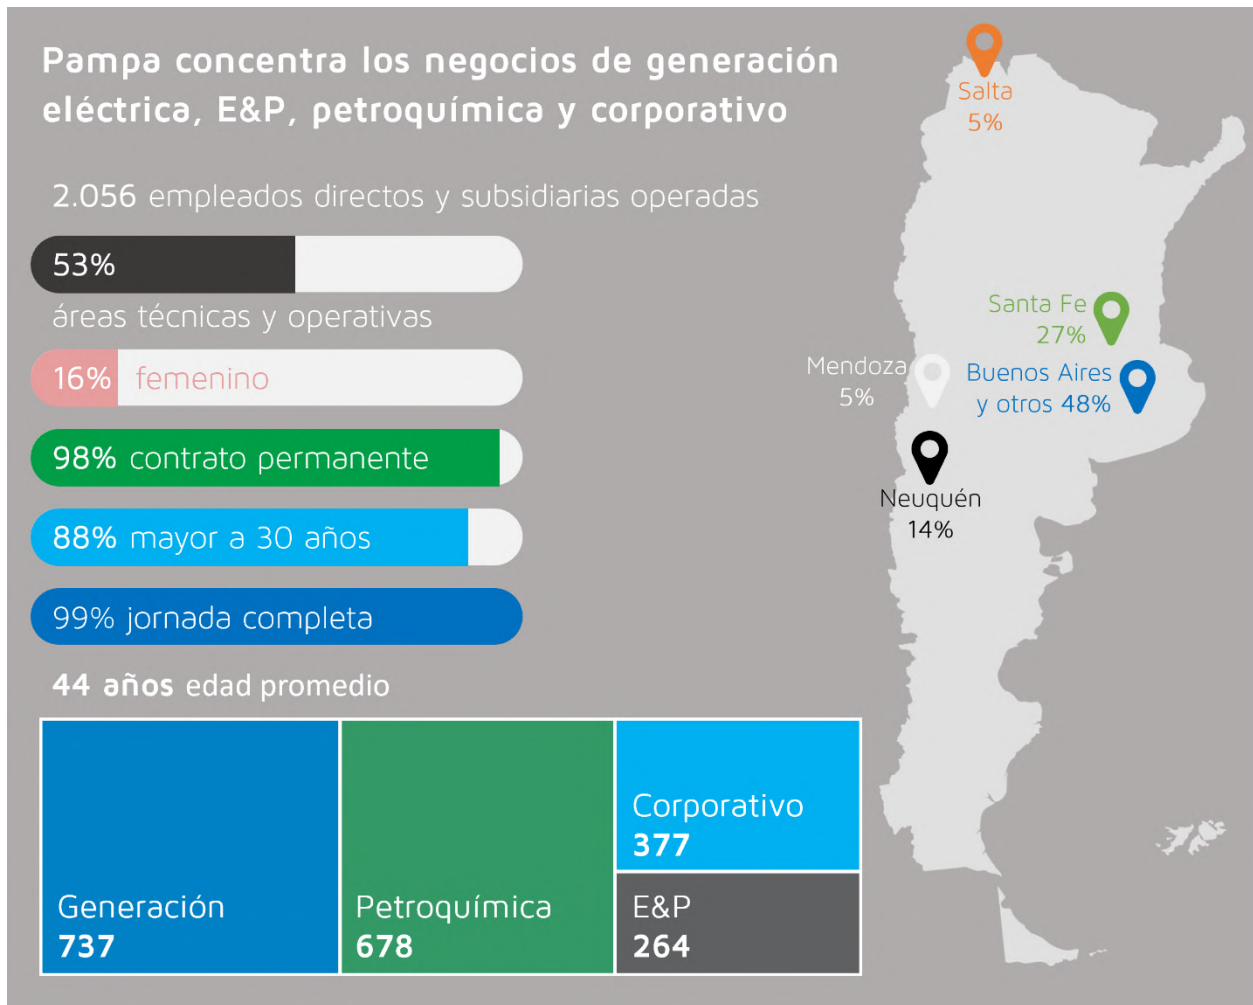 Pampa concentra los negocios de generación
eléctrica, E&P, petroquímica y corporativo
2.056 empleados directos y subsidiarias operadas
53%
áreas técnicas y operativas
16% femenino
98% contrato permanente
88% mayor a 30 años
99% jornada completa
44 años edad promedio
Generación
737
Petroquímica
678
Corporativo
377
E&P
264
Salta
5%
Santa Fe
27%
Mendoza
5%
Buenos Aires
y otros 48%
Neuquén
14%